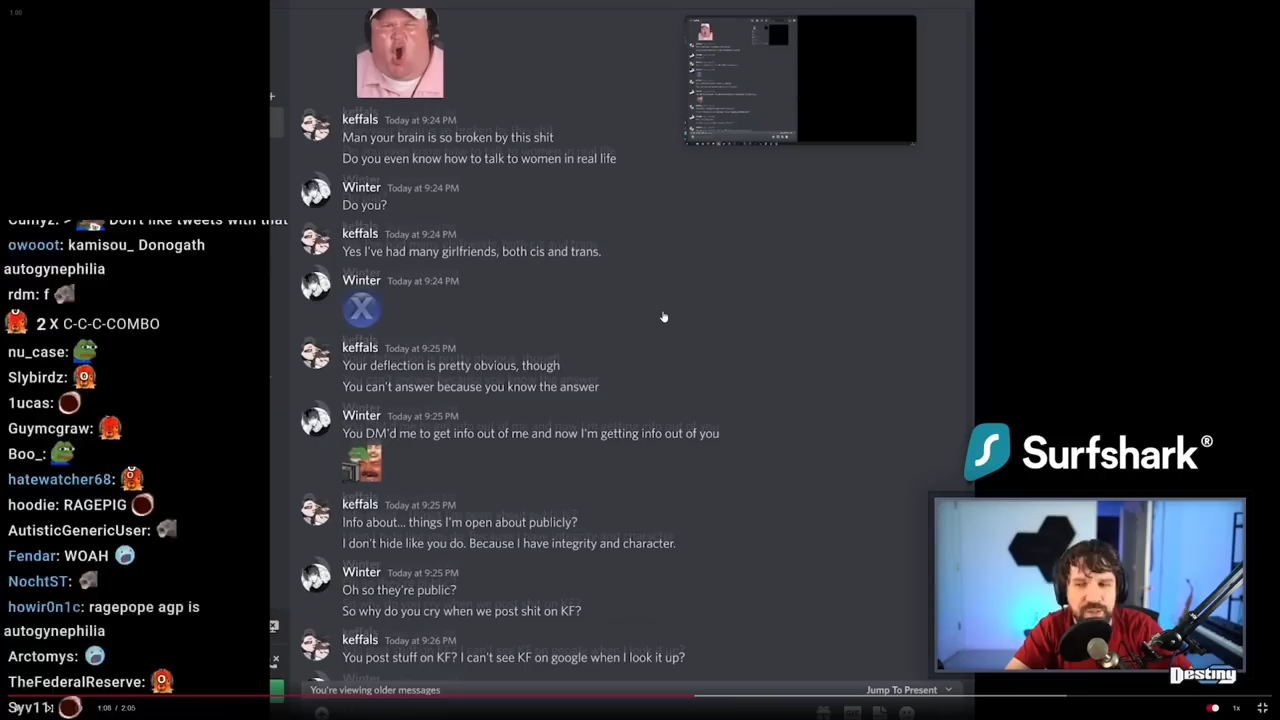 1:00
keffals Today at 9:24 PM
Man your brain is so broken by this shit
Do you even know how to talk to women in real life
Winter Today at 9:24 PM
Do you?
keffals Today at 9:24 PM
Yes I've had many girlfriends, both cis and trans.
Winter Today at 9:24 PM
X
keffals Today at 9:25 PM
Your deflection is pretty obvious, though
You can't answer because you know the answer
Winter Today at 9:25 PM
You DM'd me to get info out of me and now I'm getting info out of you
keffals Today at 9:25 PM
Info about... things I'm open about publicly?
I don't hide like you do. Because I have integrity and character.
Winter Today at 9:25 PM
Oh so they're public?
So why do you cry when we post shit on KF?
keffals Today at 9:26 PM
You post stuff on KF? I can't see KF on google when I look it up?
You're viewing older messages
Jump To Present
Don't like tweets with that
owooot: kamisou_ Donogath
autogynephilia
rdm: f
2 X C-C-C-COMBO
nu_case:
Slybirdz:
1ucas:
Guymcgraw:
Boo_:
hatewatcher68:
hoodie: RAGEPIG
AutisticGenericUser:
Fendar: WOAH
NochtST:
howir0n1c: ragepope agp is
autogynephilia
Arctomys:
TheFederalReserve:
Syv11:
1:08 / 2:05
Surfshark®
Destiny
1x